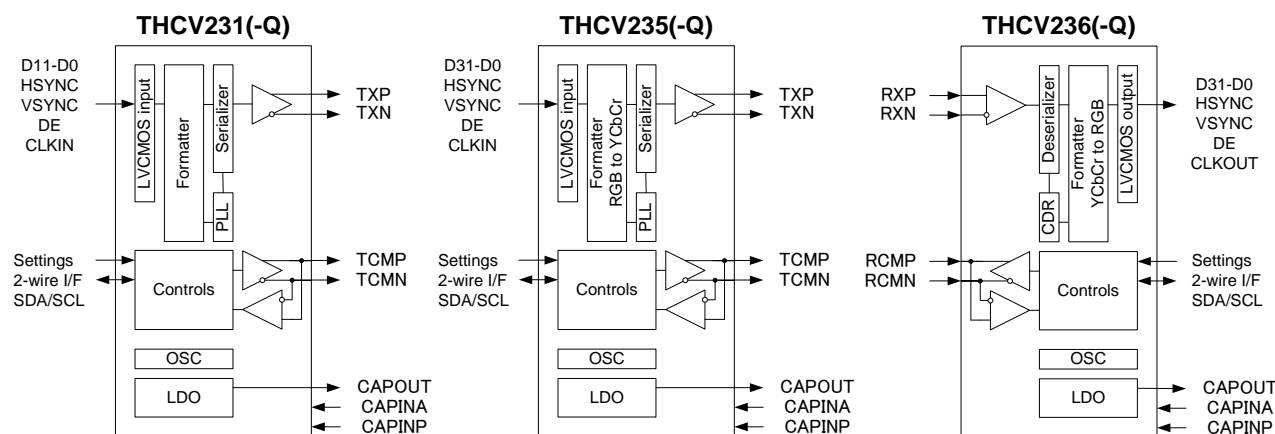 THCV231(-Q)
D11-D0
HSYNC
VSYNC
DE
CLKIN
LVCMOS input
Formatter
Serializer
PLL
TXP
TXN
Settings
2-wire I/F
SDA/SCL
Controls
TCMP
TCMN
OSC
LDO
CAPOUT
CAPINA
CAPINP
THCV235(-Q)
D31-D0
HSYNC
VSYNC
DE
CLKIN
LVCMOS input
Formatter
RGB to YCbCr
Serializer
PLL
TXP
TXN
Settings
2-wire I/F
SDA/SCL
Controls
TCMP
TCMN
OSC
LDO
CAPOUT
CAPINA
CAPINP
THCV236(-Q)
RXP
RXN
Deserializer
CDR
Formatter
YCbCr to RGB
LVCMOS output
D31-D0
HSYNC
VSYNC
DE
CLKOUT
RCMP
RCMN
Controls
Settings
2-wire I/F
SDA/SCL
OSC
LDO
CAPOUT
CAPINA
CAPINP